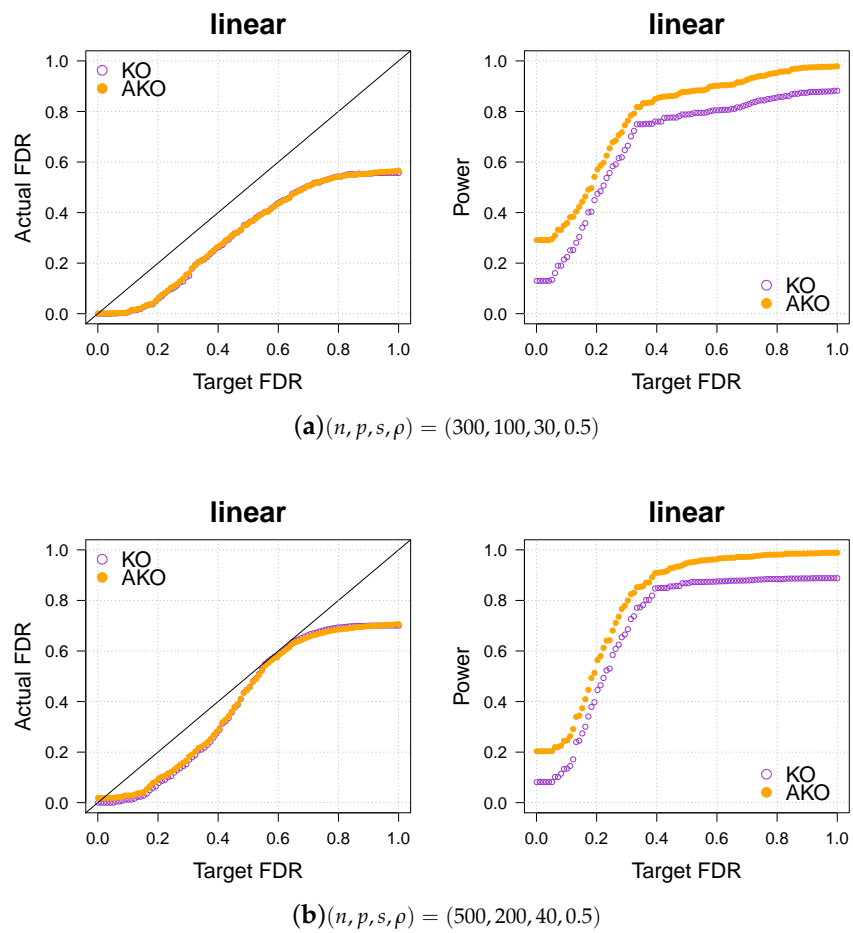 linear
KO
AKO
Actual FDR
0.0
0.2
0.4
0.6
0.8
1.0
0.0 0.2 0.4 0.6 0.8 1.0
Target FDR
linear
Power
0.0
0.2
0.4
0.6
0.8
1.0
KO
AKO
0.0 0.2 0.4 0.6 0.8 1.0
Target FDR
(a)(n, p, s, ρ) = (300, 100, 30, 0.5)
linear
KO
AKO
Actual FDR
0.0
0.2
0.4
0.6
0.8
1.0
0.0 0.2 0.4 0.6 0.8 1.0
Target FDR
linear
Power
0.0
0.2
0.4
0.6
0.8
1.0
KO
AKO
0.0 0.2 0.4 0.6 0.8 1.0
Target FDR
(b)(n, p, s, ρ) = (500, 200, 40, 0.5)